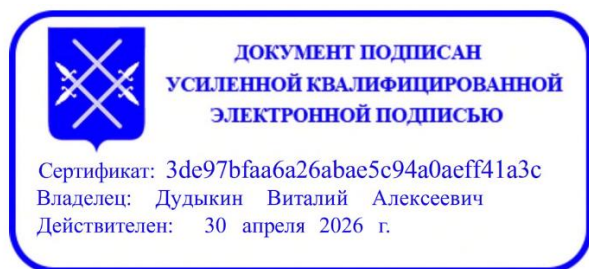 ДОКУМЕНТ ПОДПИСАН
УСИЛЕННОЙ КВАЛИФИЦИРОВАННОЙ
ЭЛЕКТРОННОЙ ПОДПИСЬЮ
Сертификат: 3de97bfaa6a26abae5c94a0aeff41a3c
Владелец: Дудыкин Виталий Алексеевич
Действителен: 30 апреля 2026 г.